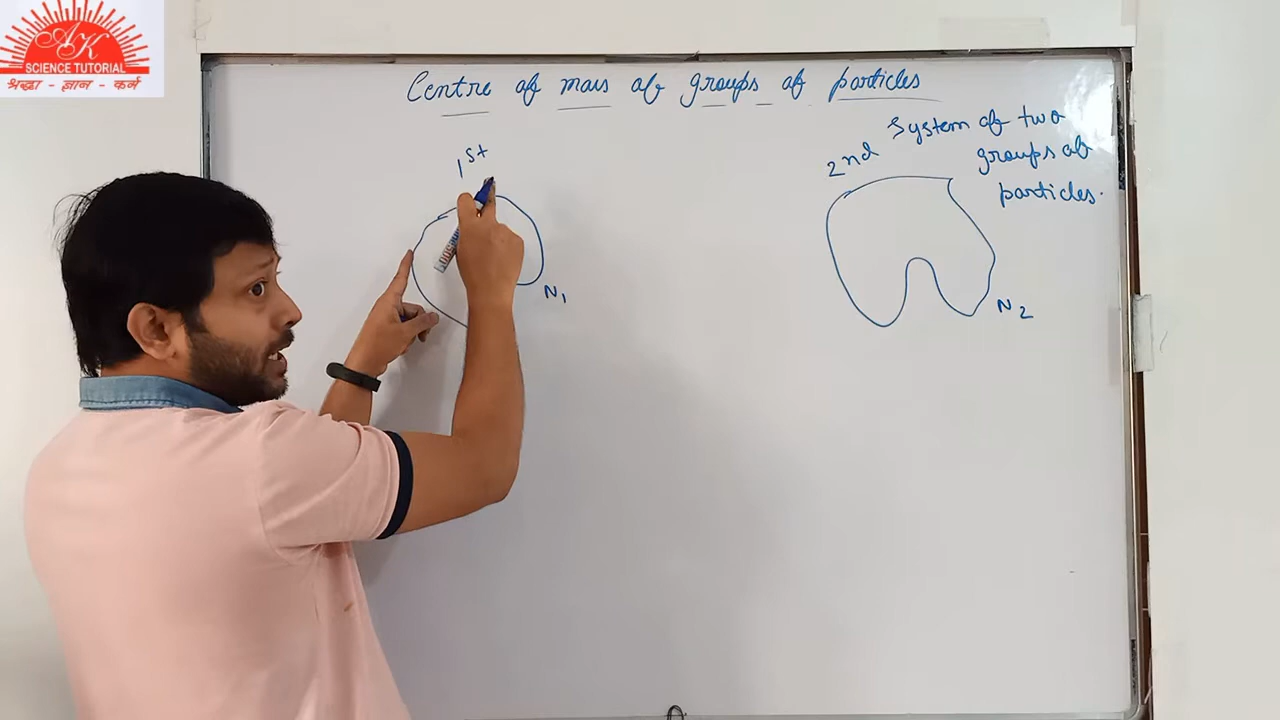 AK
SCIENCE TUTORIAL
श्रद्धा - ज्ञान - कर्म
Centre of mass of groups of particles
1st
2nd
System of two
groups of
particles.
N1
N2